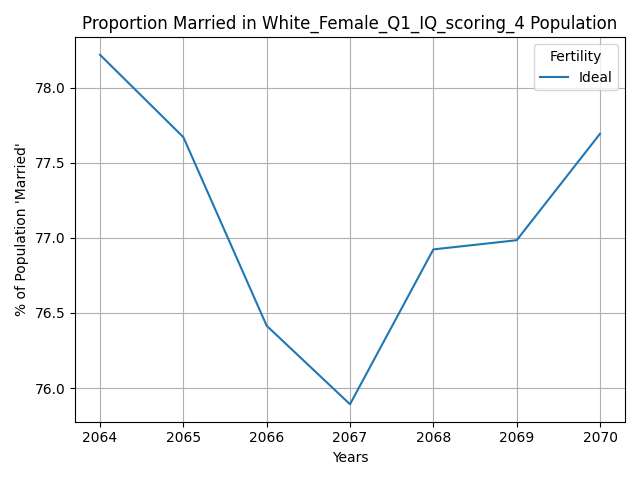 Proportion Married in White_Female_Q1_IQ_scoring_4 Population
Fertility
Ideal
% of Population 'Married'
78.0
77.5
77.0
76.5
76.0
2064 2065 2066 2067 2068 2069 2070
Years